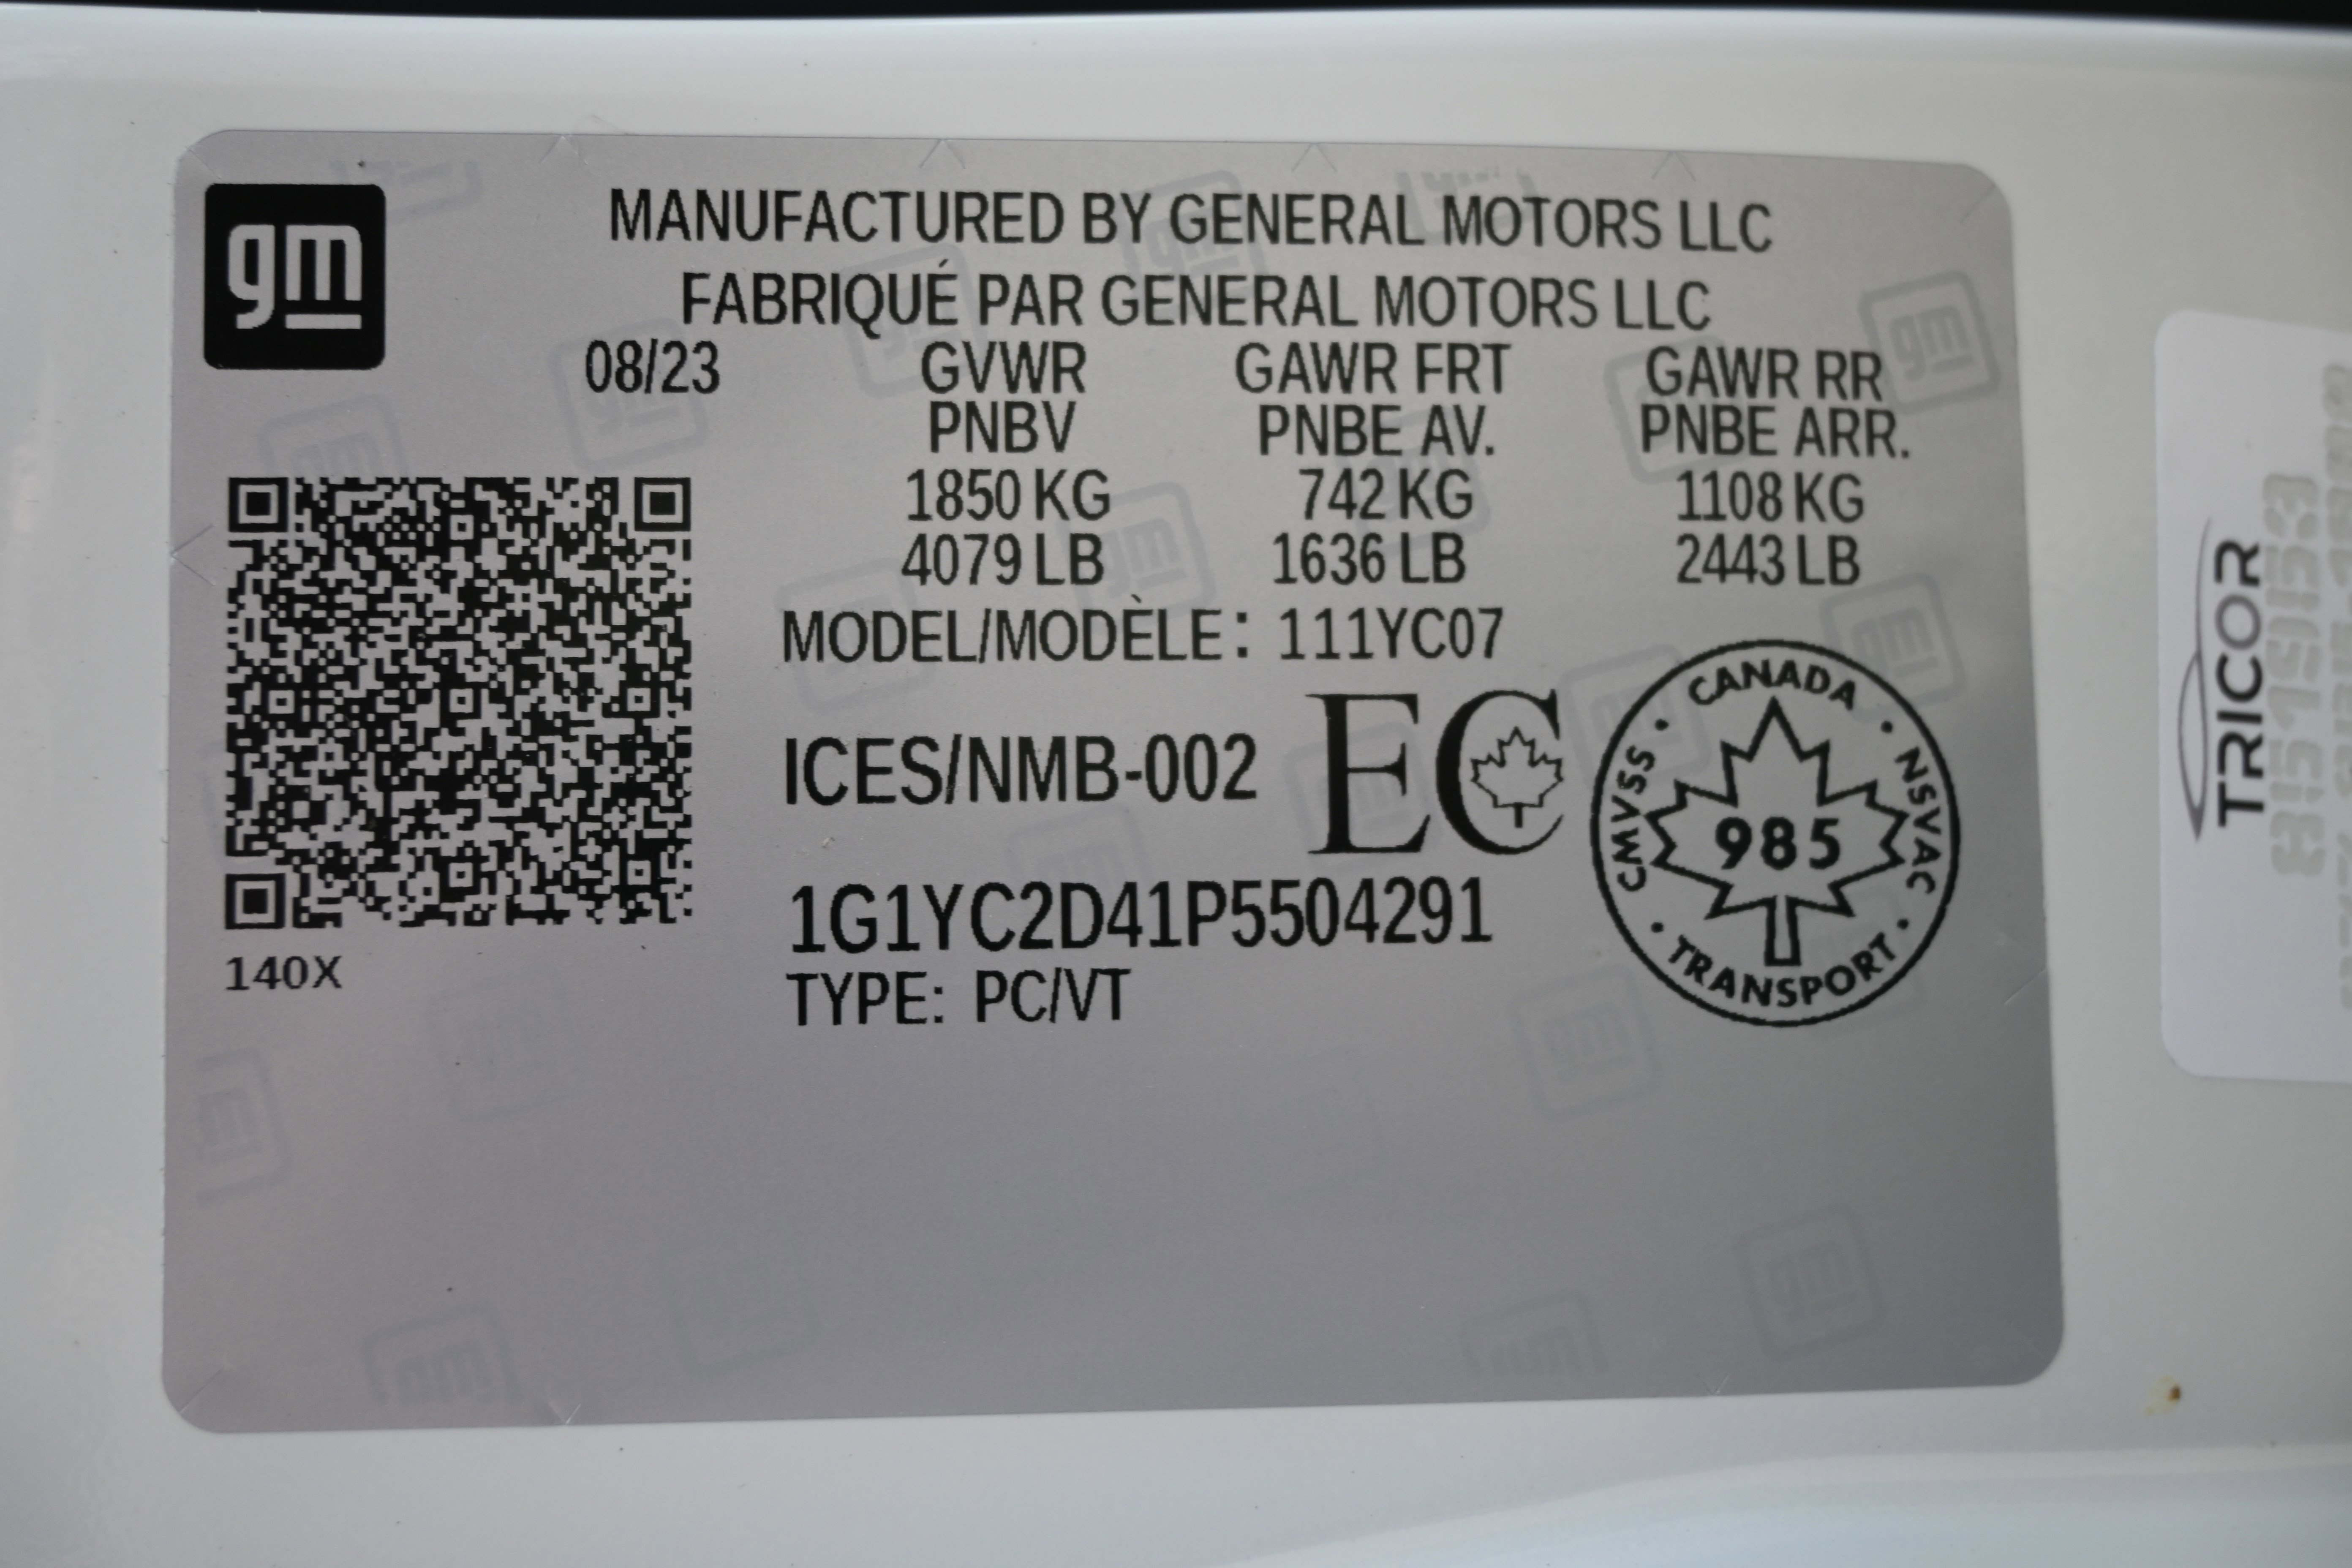 gm
MANUFACTURED BY GENERAL MOTORS LLC
FABRIQUÉ PAR GENERAL MOTORS LLC
08/23 GVWR GAWR FRT GAWR RR
PNBV PNBE AV. PNBE ARR.
1850 KG 742 KG 1108 KG
4079 LB 1636 LB 2443 LB
MODEL/MODÈLE: 111YC07
ICES/NMB-002 EC
CANADA
CMVSS · NSVAC
985
TRANSPORT
1G1YC2D41P5504291
TYPE: PC/VT
140X
TRICOR